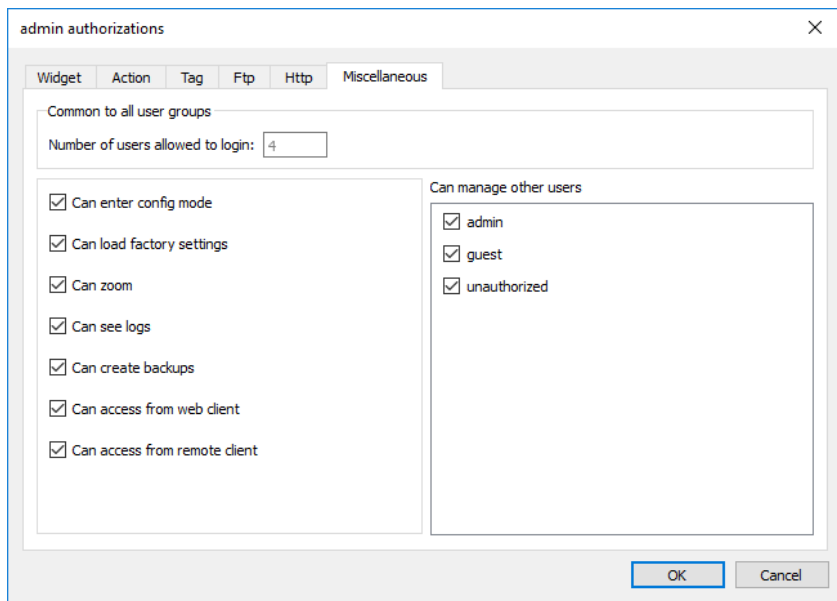 admin authorizations
Widget Action Tag Ftp Http Miscellaneous
Common to all user groups
Number of users allowed to login: 4
Can enter config mode
Can load factory settings
Can zoom
Can see logs
Can create backups
Can access from web client
Can access from remote client
Can manage other users
admin
guest
unauthorized
OK Cancel